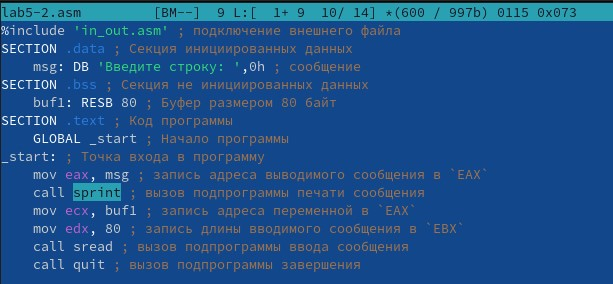 lab5-2.asm [BM--] 9 L:[ 1+ 9 10/ 14] *(600 / 997b) 0115 0x073
%include 'in_out.asm' ; подключение внешнего файла
SECTION .data ; Секция инициированных данных
msg: DB 'Введите строку: ',0h ; сообщение
SECTION .bss ; Секция не инициированных данных
buf1: RESB 80 ; Буфер размером 80 байт
SECTION .text ; Код программы
GLOBAL _start ; Начало программы
_start: ; Точка входа в программу
mov eax, msg ; запись адреса выводимого сообщения в `EAX`
call sprint ; вызов подпрограммы печати сообщения
mov ecx, buf1 ; запись адреса переменной в `EAX`
mov edx, 80 ; запись длины вводимого сообщения в `EBX`
call sread ; вызов подпрограммы ввода сообщения
call quit ; вызов подпрограммы завершения